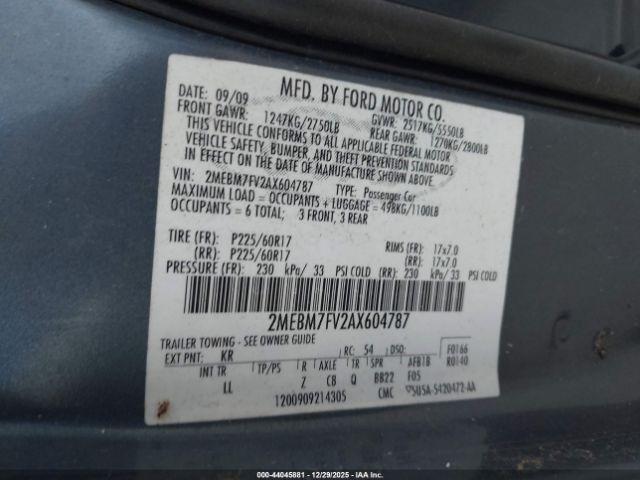 MFD. BY FORD MOTOR CO.
DATE: 09/09 GVWR: 2517KG/5550LB
FRONT GAWR: 1247KG/2750LB REAR GAWR: 1270KG/2800LB
THIS VEHICLE CONFORMS TO ALL APPLICABLE FEDERAL MOTOR
VEHICLE SAFETY, BUMPER, AND THEFT PREVENTION STANDARDS
IN EFFECT ON THE DATE OF MANUFACTURE SHOWN ABOVE.
VIN: 2MEBM7FV2AX604787 TYPE: Passenger Car
MAXIMUM LOAD = OCCUPANTS + LUGGAGE = 498KG/1100LB
OCCUPANTS = 6 TOTAL; 3 FRONT, 3 REAR
TIRE (FR): P225/60R17 RIMS (FR): 17x7.0
(RR): P225/60R17 (RR): 17x7.0
PRESSURE (FR): 230 kPa/ 33 PSI COLD (RR): 230 kPa/ 33 PSI COLD
2MEBM7FV2AX604787
TRAILER TOWING - SEE OWNER GUIDE
EXT PNT: KR RC: 54 DSO: F0166
INT TR TP/PS R AXLE TR SPR AFB1B R0140
LL Z C8 Q BB22 F05
1200909214305 CMC 5U5A-5420472-AA
000-44045881 - 12/29/2025 - IAA Inc.